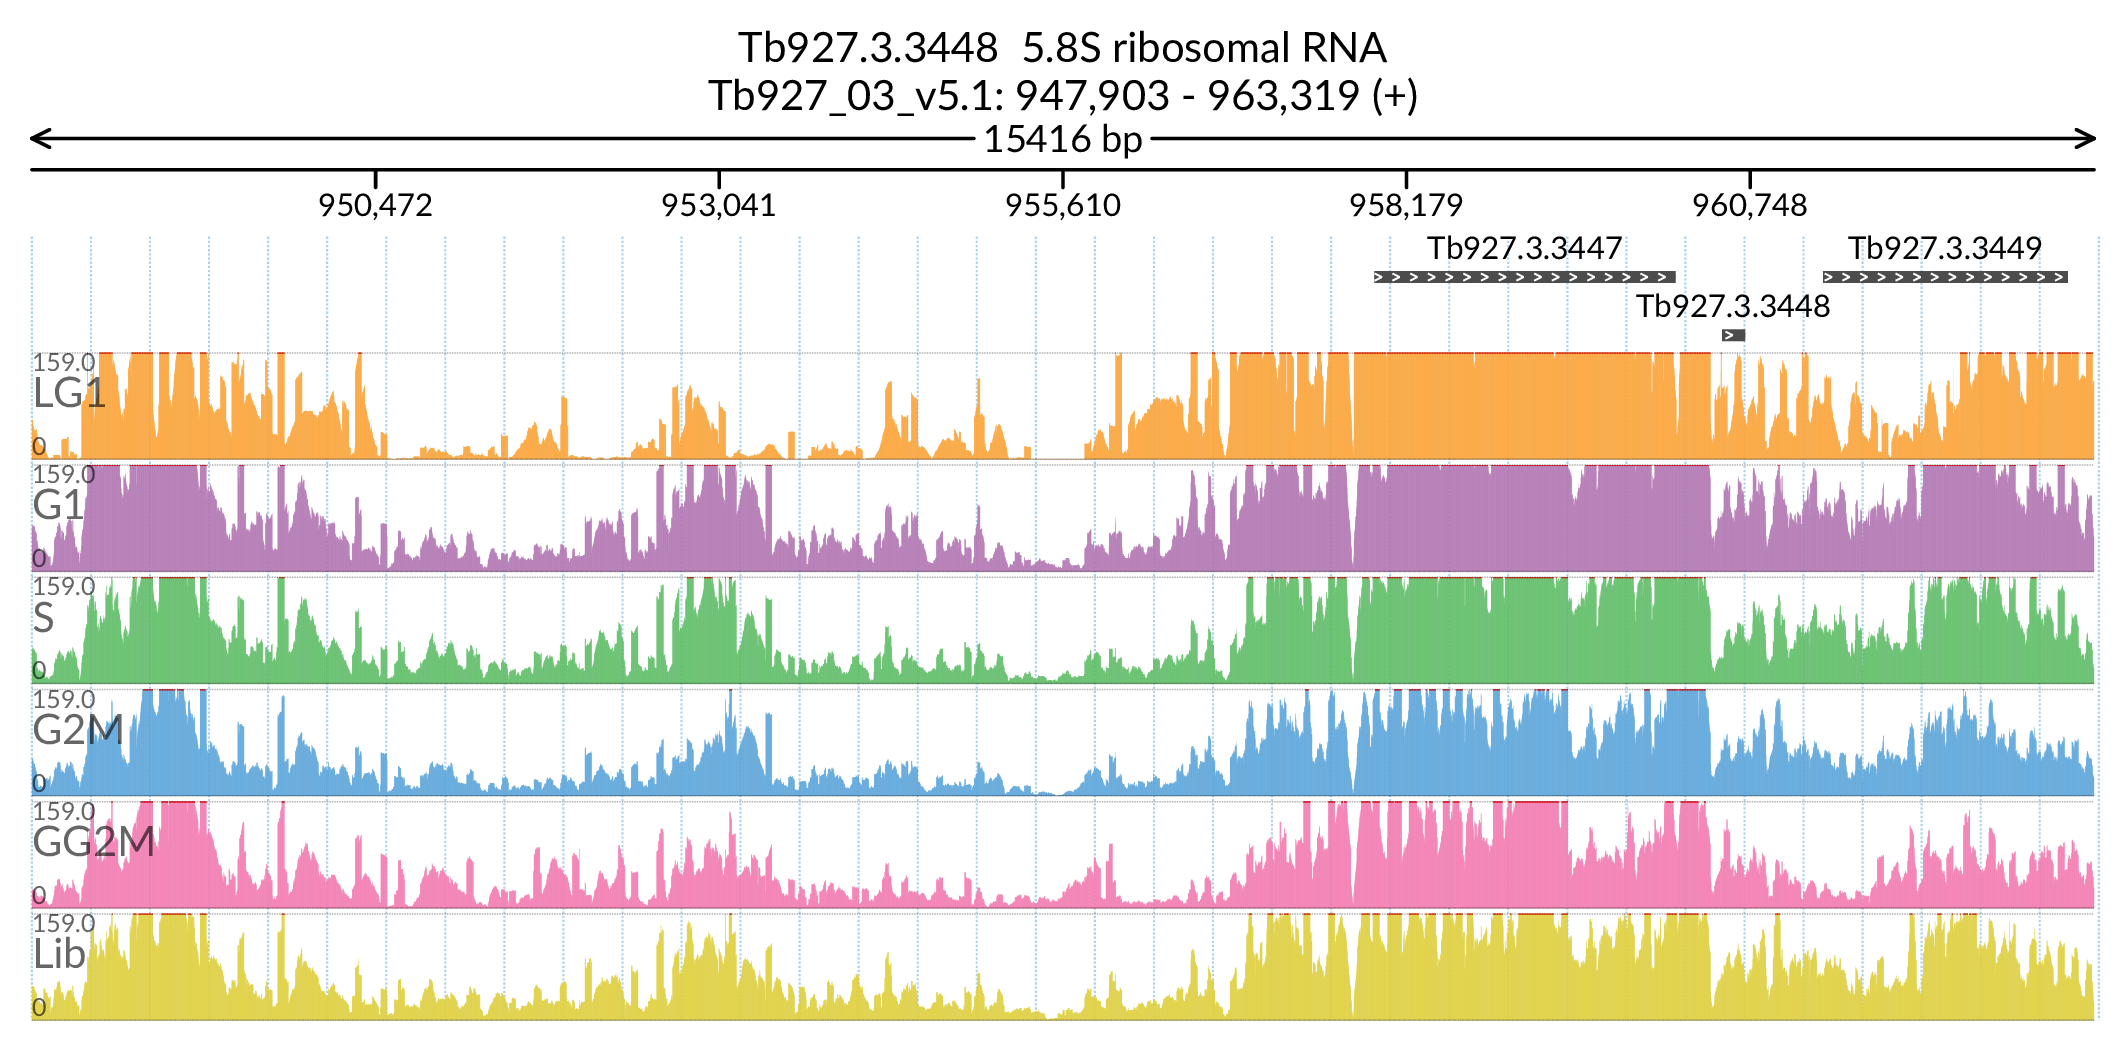 Tb927.3.3448  5.8S ribosomal RNA
Tb927_03_v5.1: 947,903 - 963,319 (+)
15416 bp
950,472 953,041 955,610 958,179 960,748
Tb927.3.3447 Tb927.3.3449
Tb927.3.3448
159.0
LG1
0
159.0
G1
0
159.0
S
0
159.0
G2M
0
159.0
GG2M
0
159.0
Lib
0